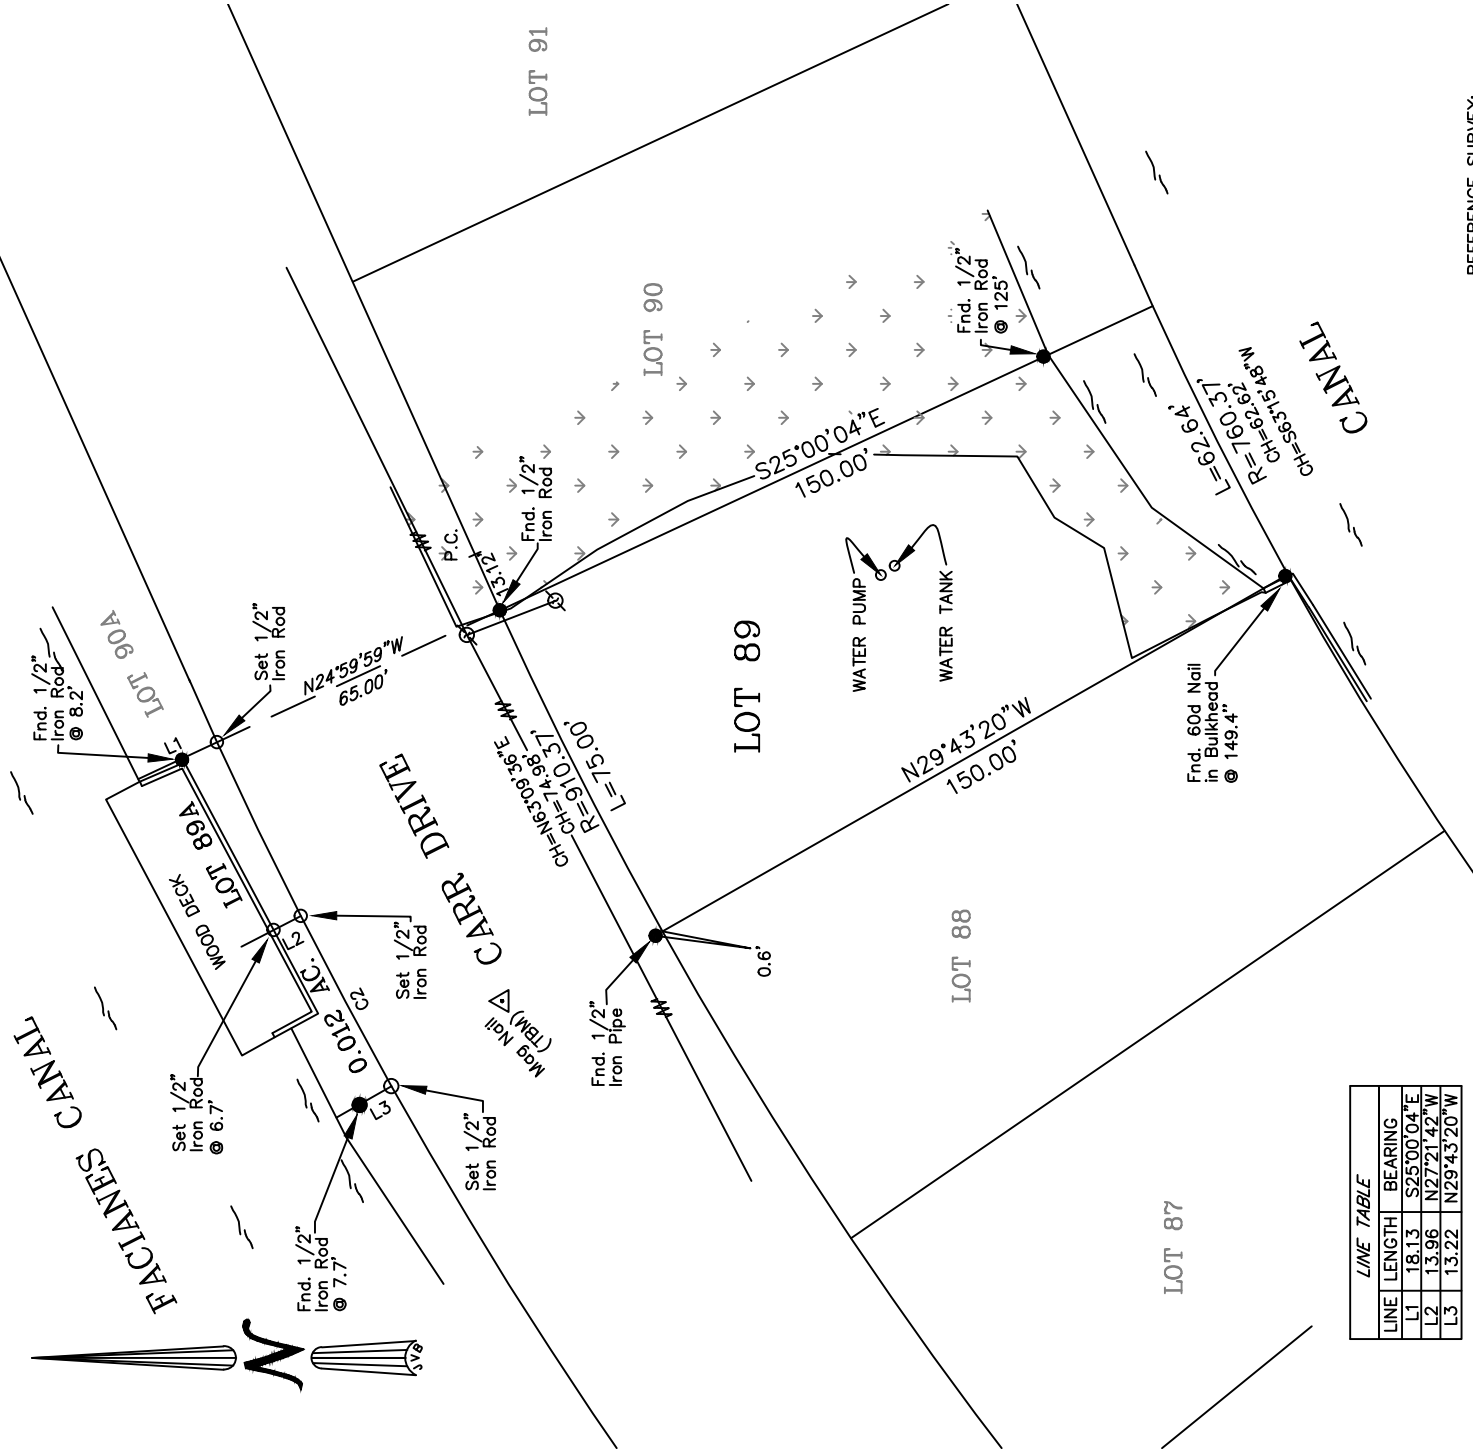 FACIANES CANAL
Set 1/2"
Iron Rod
@ 6.7'
Fnd. 1/2"
Iron Rod
@ 7.7'
Fnd. 1/2"
Iron Rod
@ 8.2'
LOT 90A
L1
Set 1/2"
Iron Rod
WOOD DECK
LOT 89A
0.012 AC.
L2
C2
L3
Set 1/2"
Iron Rod
Set 1/2"
Iron Rod
N24°59'59"W
65.00'
CARR DRIVE
Mag Nail
(TBM)
Fnd. 1/2"
Iron Pipe
0.6'
CH=N63°09'36"E
CH=74.98'
R=910.37'
L=75.00'
P.C.
13.12'
Fnd. 1/2"
Iron Rod
LOT 91
LOT 90
LOT 89
LOT 88
LOT 87
S25°00'04"E
150.00'
WATER PUMP
WATER TANK
N29°43'20"W
150.00'
Fnd. 1/2"
Iron Rod
@ 125'
Fnd. 60d Nail
in Bulkhead
@ 149.4"
L=62.64'
R=760.37'
CH=62.62'
CH=S63°15'48"W
CANAL
JVB
LINE TABLE
LINE LENGTH BEARING
L1 18.13 S25°00'04"E
L2 13.96 N27°21'42"W
L3 13.22 N29°43'20"W
REFERENCE SURVEY: